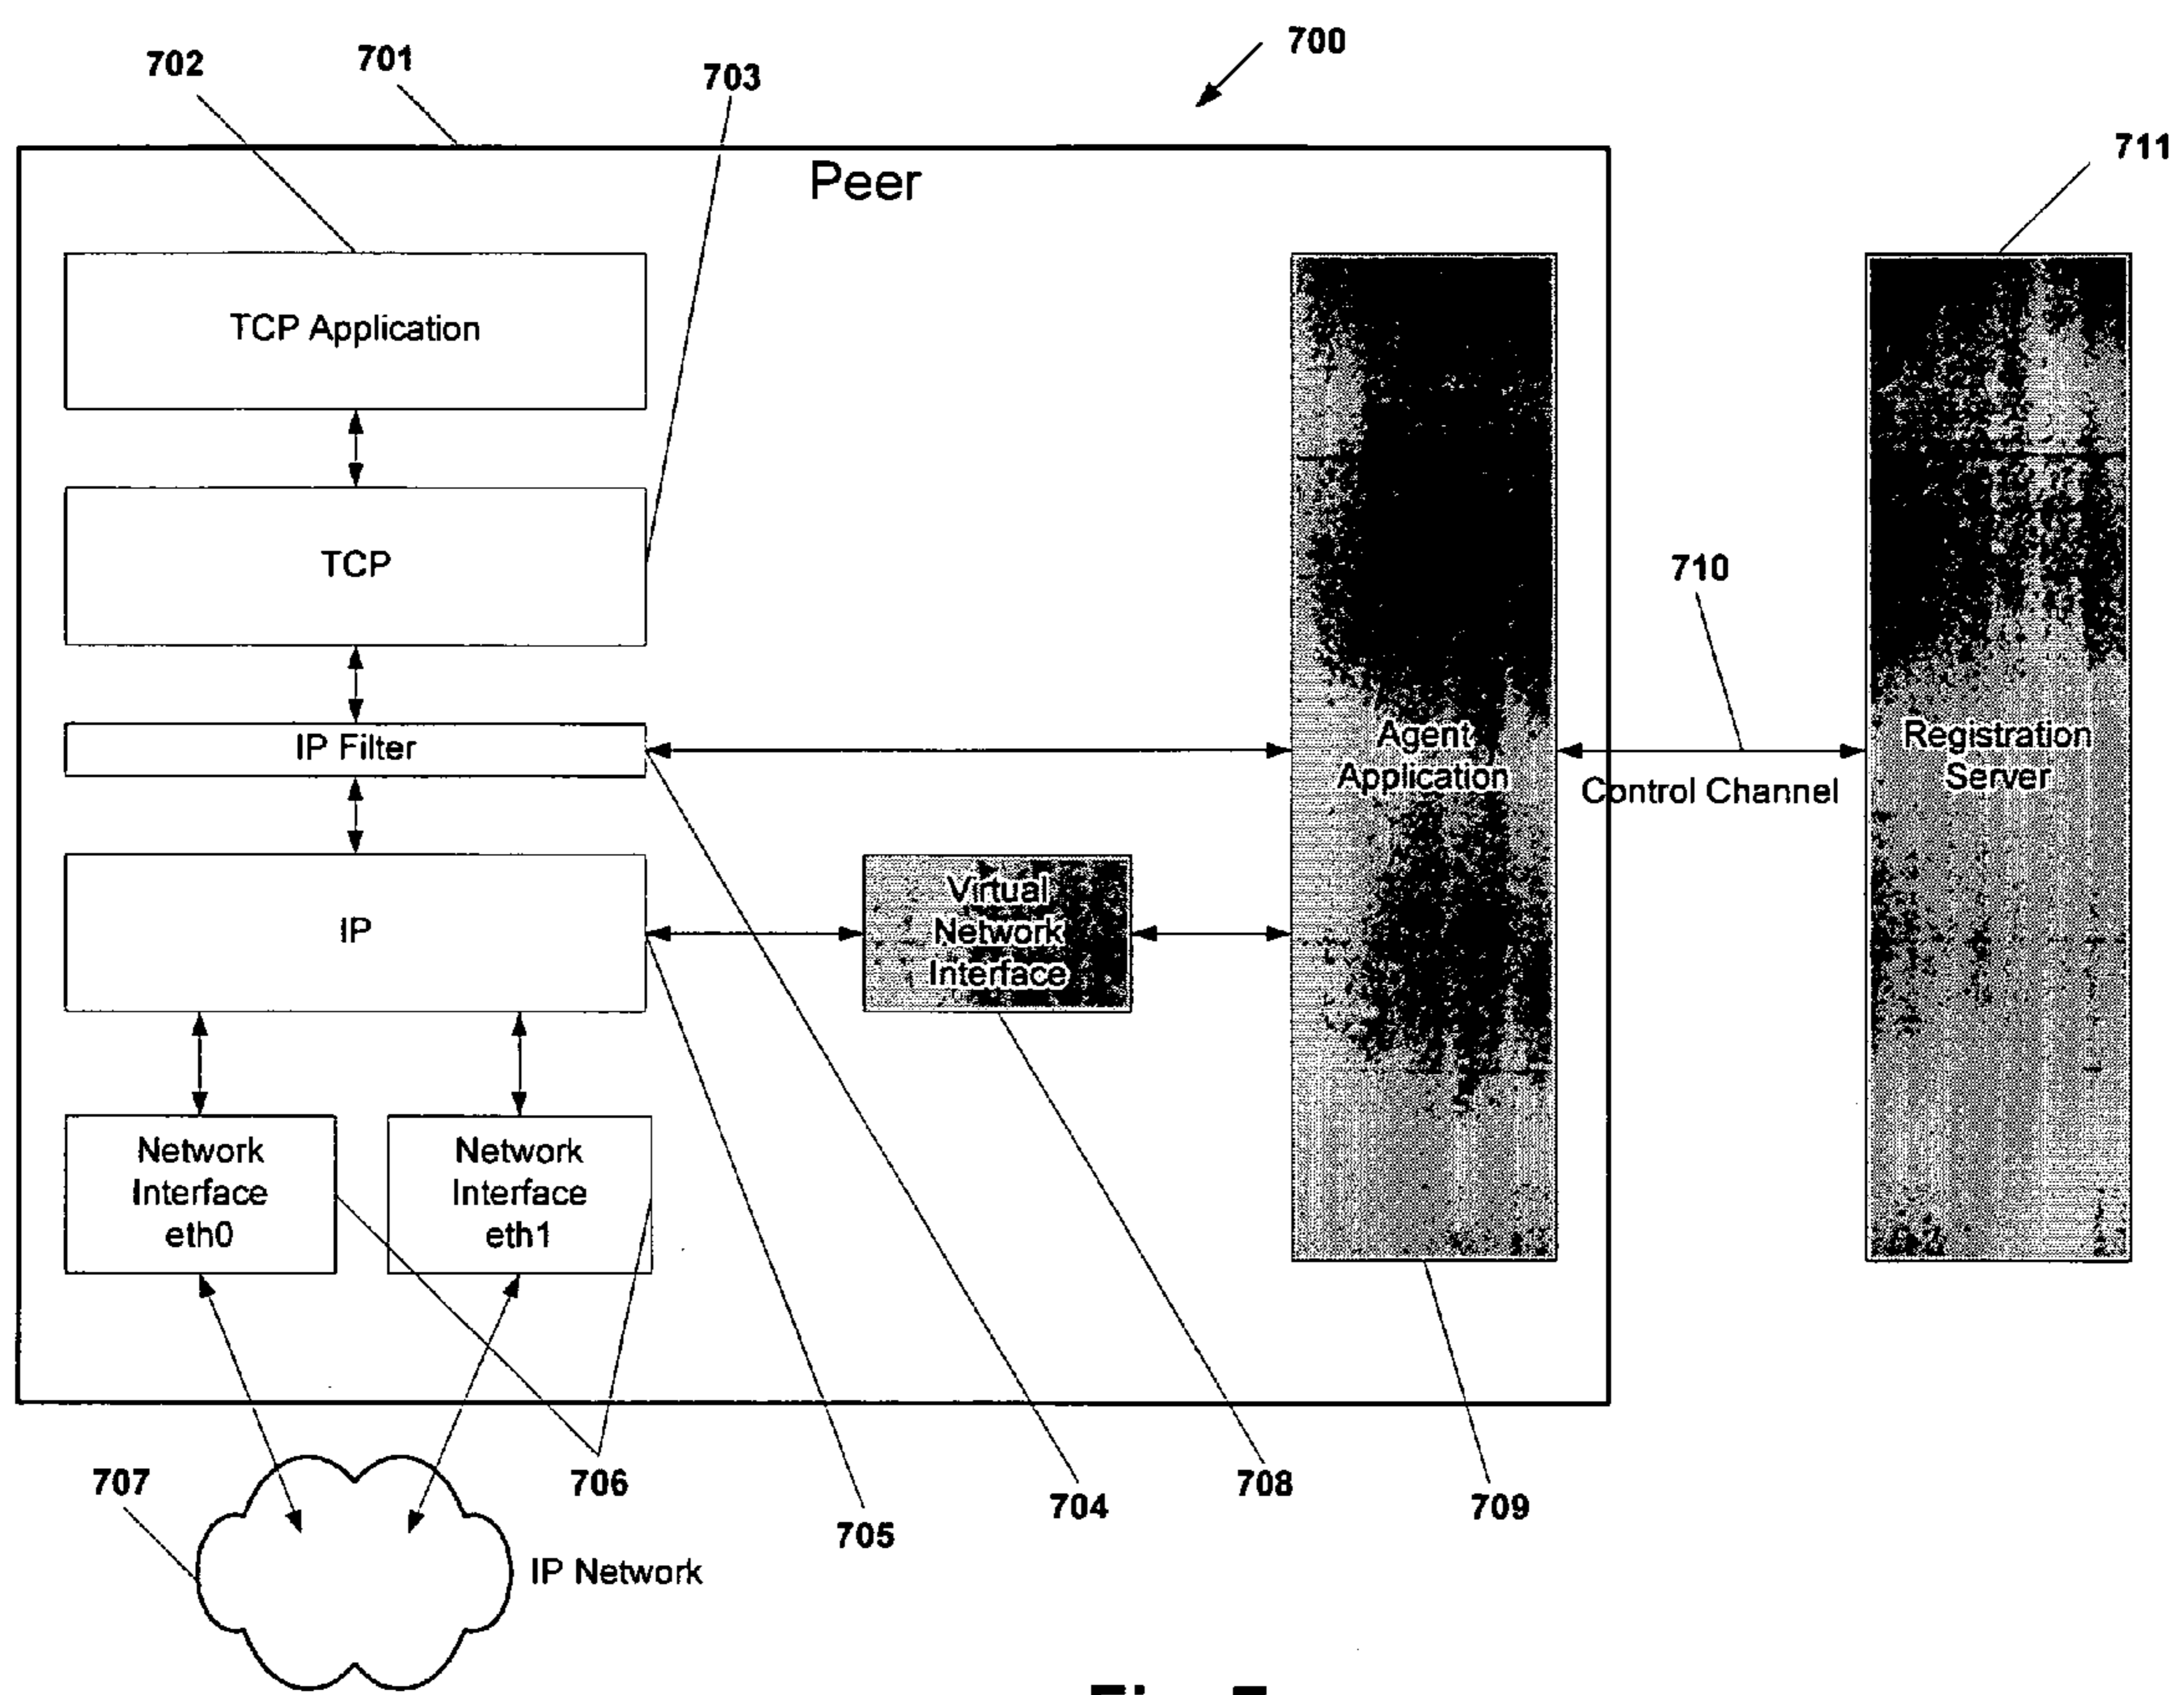 700
702
701
703
711
Peer
TCP Application
TCP
710
IP Filter
Agent
Application
Control Channel
Registration
Server
IP
Virtual
Network
Interface
Network
Interface
eth0
Network
Interface
eth1
707
706
705
704
708
709
IP Network